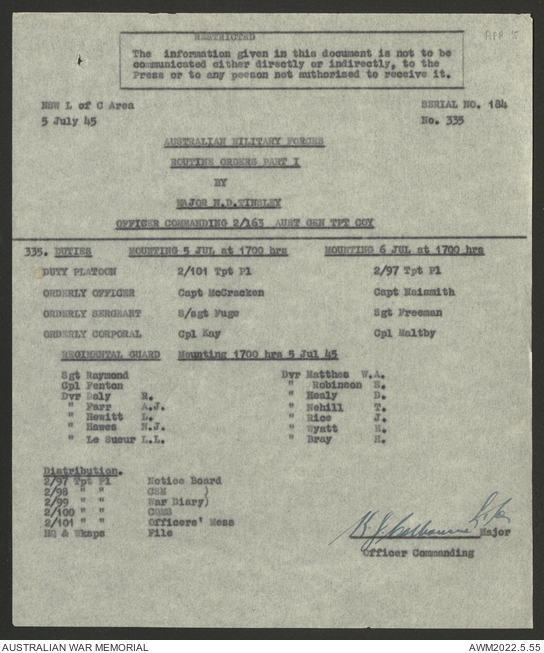 RESTRICTED
The information given in this document is not to be
communicated either directly or indirectly, to the
Press or to any person not authorised to receive it.
NSW L of C Area SERIAL NO. 184
5 July 45 No. 335
AUSTRALIAN MILITARY FORCES
ROUTINE ORDERS PART I
BY
MAJOR N.D.TINSLEY
OFFICER COMMANDING 2/163 AUST GEN TPT COY
335. DUTIES MOUNTING 5 JUL at 1700 hrs MOUNTING 6 JUL at 1700 hrs
DUTY PLATOON 2/101 Tpt Pl 2/97 Tpt Pl
ORDERLY OFFICER Capt McCracken Capt Naismith
ORDERLY SERGEANT S/sgt Fuge Sgt Freeman
ORDERLY CORPORAL Cpl Kay Cpl Maltby
REGIMENTAL GUARD Mounting 1700 hrs 5 Jul 45
Sgt Raymond Dvr Matthes W.A.
Cpl Fenton " Robinson E.
Dvr Daly R. " Healy D.
" Farr A.J. " Nehill T.
" Hewitt L. " Rice J.
" Hawes N.J. " Wyatt H.
" Le Sueur L.L. " Bray H.
Distribution.
2/97 Tpt Pl Notice Board
2/98 " " CSM )
2/99 " " War Diary)
2/100 " " CQMS
2/101 " " Officers' Mess
HQ & Wksps File
Major
Officer Commanding
AUSTRALIAN WAR MEMORIAL AWM2022.5.55